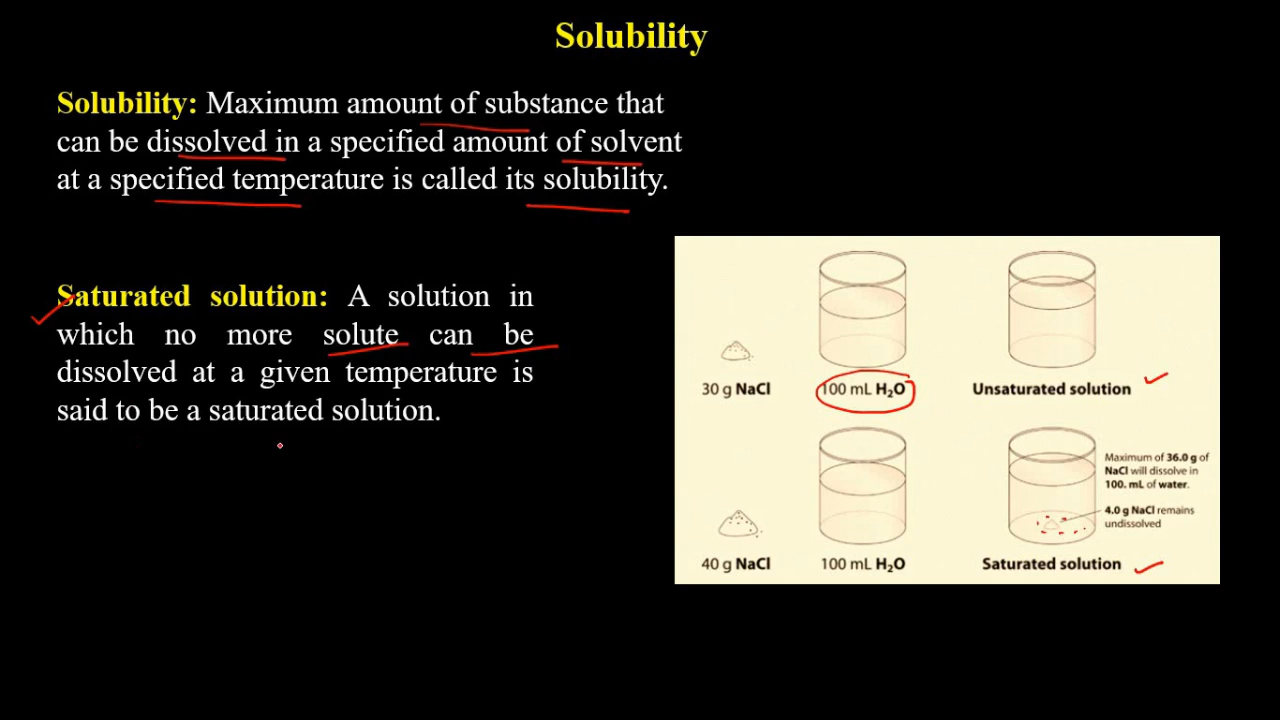 Solubility
Solubility: Maximum amount of substance that
can be dissolved in a specified amount of solvent
at a specified temperature is called its solubility.
Saturated solution: A solution in
which no more solute can be
dissolved at a given temperature is
said to be a saturated solution.
30 g NaCl
100 mL H₂O
Unsaturated solution
Maximum of 36.0 g of
NaCl will dissolve in
100. mL of water.
4.0 g NaCl remains
undissolved
40 g NaCl
100 mL H₂O
Saturated solution